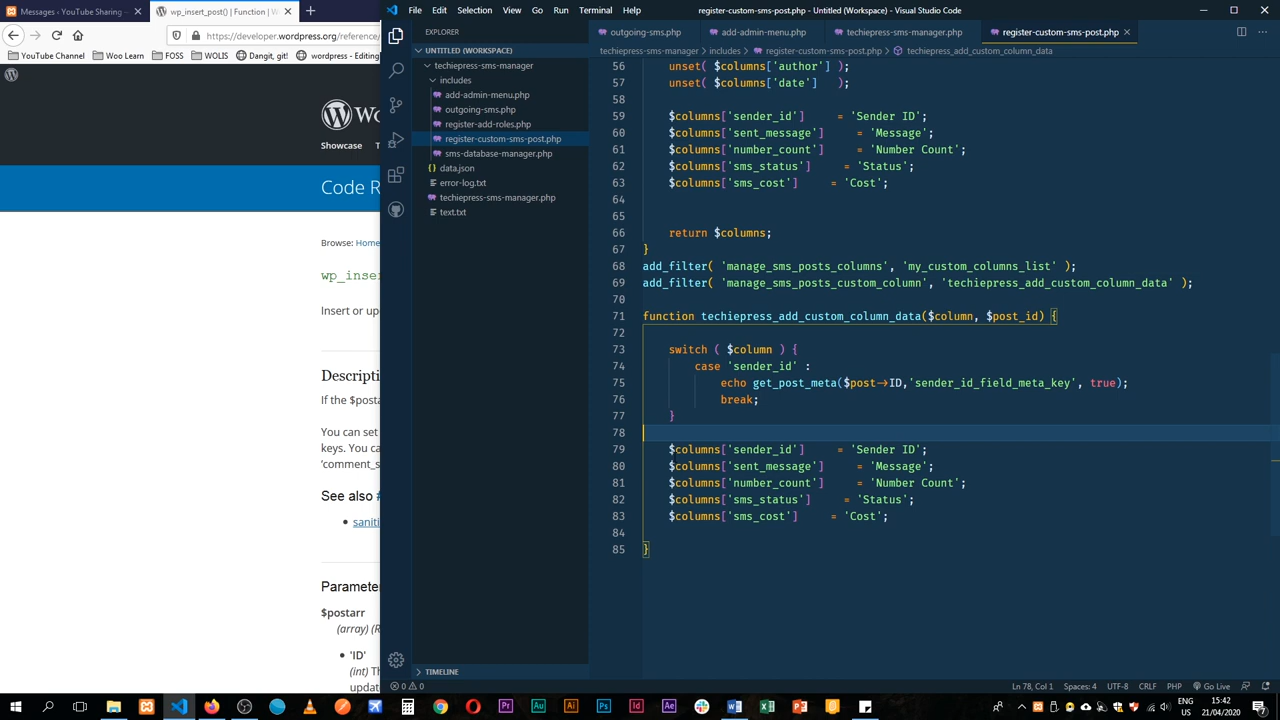 Messages - YouTube Sharing
wp_insert_post() | Function | W
https://developer.wordpress.org/reference/
YouTube Channel
Woo Learn
FOSS
WOLIS
Dangit, git!
wordpress - Editing
Showcase
Code R
Browse: Home
wp_inser
Insert or up
Descripti
If the $posta
You can set
keys. You ca
'comment_s
See also #
saniti
Parameter
$postarr
(array) (R
'ID'
(int) Th
update
File Edit Selection View Go Run Terminal Help
register-custom-sms-post.php - Untitled (Workspace) - Visual Studio Code
EXPLORER
UNTITLED (WORKSPACE)
techiepress-sms-manager
includes
add-admin-menu.php
outgoing-sms.php
register-add-roles.php
register-custom-sms-post.php
sms-database-manager.php
data.json
error-log.txt
techiepress-sms-manager.php
text.txt
TIMELINE
outgoing-sms.php
add-admin-menu.php
techiepress-sms-manager.php
register-custom-sms-post.php
techiepress-sms-manager > includes > register-custom-sms-post.php > techiepress_add_custom_column_data
56 unset( $columns['author'] );
57 unset( $columns['date'] );
58
59 $columns['sender_id'] = 'Sender ID';
60 $columns['sent_message'] = 'Message';
61 $columns['number_count'] = 'Number Count';
62 $columns['sms_status'] = 'Status';
63 $columns['sms_cost'] = 'Cost';
64
65
66 return $columns;
67 }
68 add_filter( 'manage_sms_posts_columns', 'my_custom_columns_list' );
69 add_filter( 'manage_sms_posts_custom_column', 'techiepress_add_custom_column_data' );
70
71 function techiepress_add_custom_column_data($column, $post_id) {
72
73 switch ( $column ) {
74 case 'sender_id' :
75 echo get_post_meta($post->ID,'sender_id_field_meta_key', true);
76 break;
77 }
78
79 $columns['sender_id'] = 'Sender ID';
80 $columns['sent_message'] = 'Message';
81 $columns['number_count'] = 'Number Count';
82 $columns['sms_status'] = 'Status';
83 $columns['sms_cost'] = 'Cost';
84
85 }
0 0
Ln 78, Col 1 Spaces: 4 UTF-8 CRLF PHP Go Live
ENG
US
15:42
21/04/2020